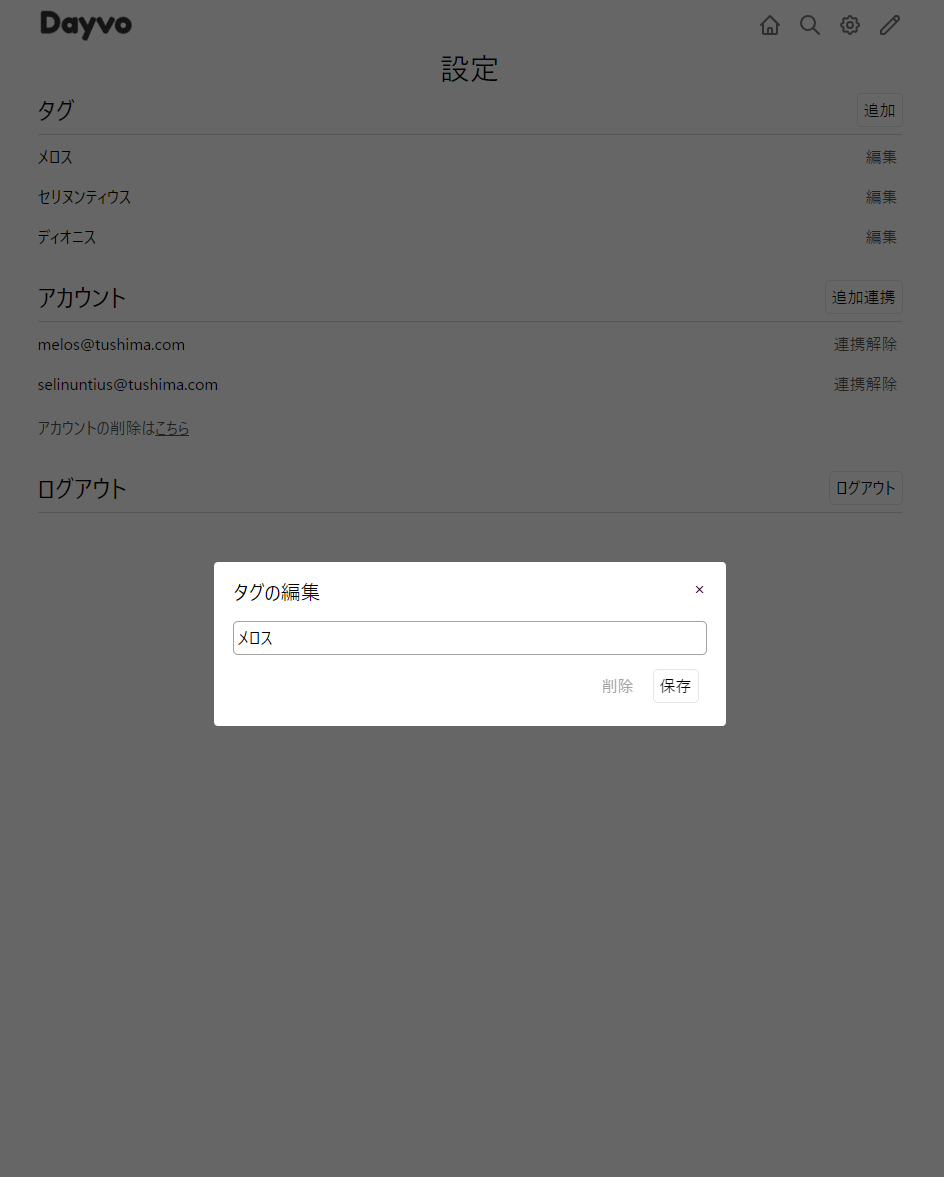 Dayvo
設定
タグ 追加
メロス 編集
セリヌンティウス 編集
ディオニス 編集
アカウント 追加連携
melos@tushima.com 連携解除
selinuntius@tushima.com 連携解除
アカウントの削除はこちら
ログアウト ログアウト
タグの編集 ×
メロス
削除 保存